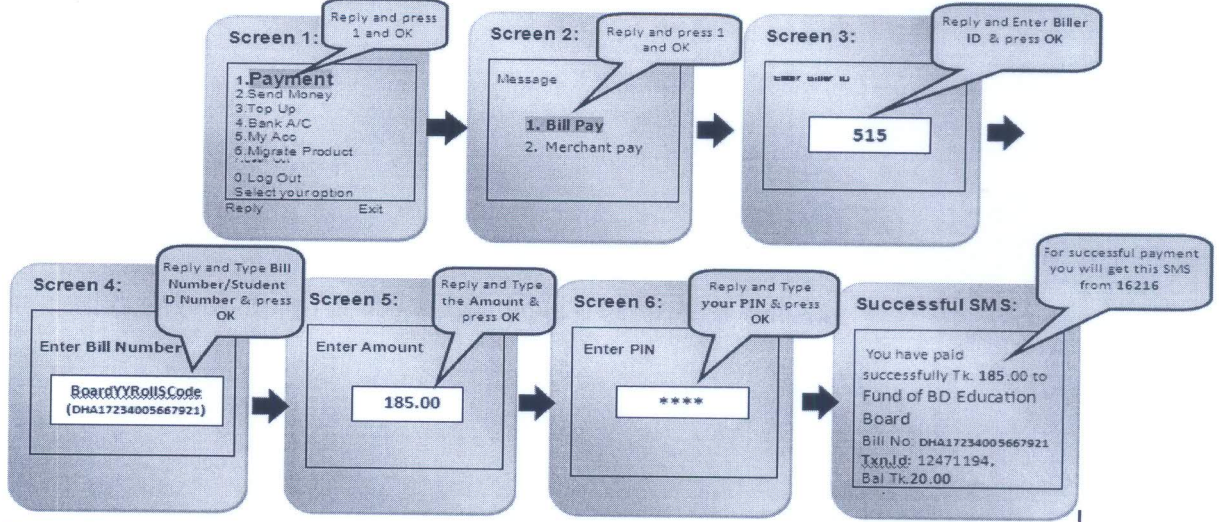 Screen 1:
Reply and press
1 and OK
1.Payment
2.Send Money
3.Top Up
4.Bank A/C
5.My Acc
6.Migrate Product
0.Log Out
Select your option
Reply Exit
Screen 2:
Reply and press 1
and OK
Message
1. Bill Pay
2. Merchant pay
Screen 3:
Reply and Enter Biller
ID & press OK
Enter Biller ID
515
Screen 4:
Reply and Type Bill
Number/Student
D Number & press
OK
Enter Bill Number
BoardYYRollSCode
(DHA17234005667921)
Screen 5:
Reply and Type
the Amount &
press OK
Enter Amount
185.00
Screen 6:
Reply and Type
your PIN & press
OK
Enter PIN
****
Successful SMS:
For successful payment
you will get this SMS
from 16216
You have paid
successfully Tk. 185.00 to
Fund of BD Education
Board
Bill No: DHA17234005667921
Txn.Id: 12471194,
Bal Tk.20.00